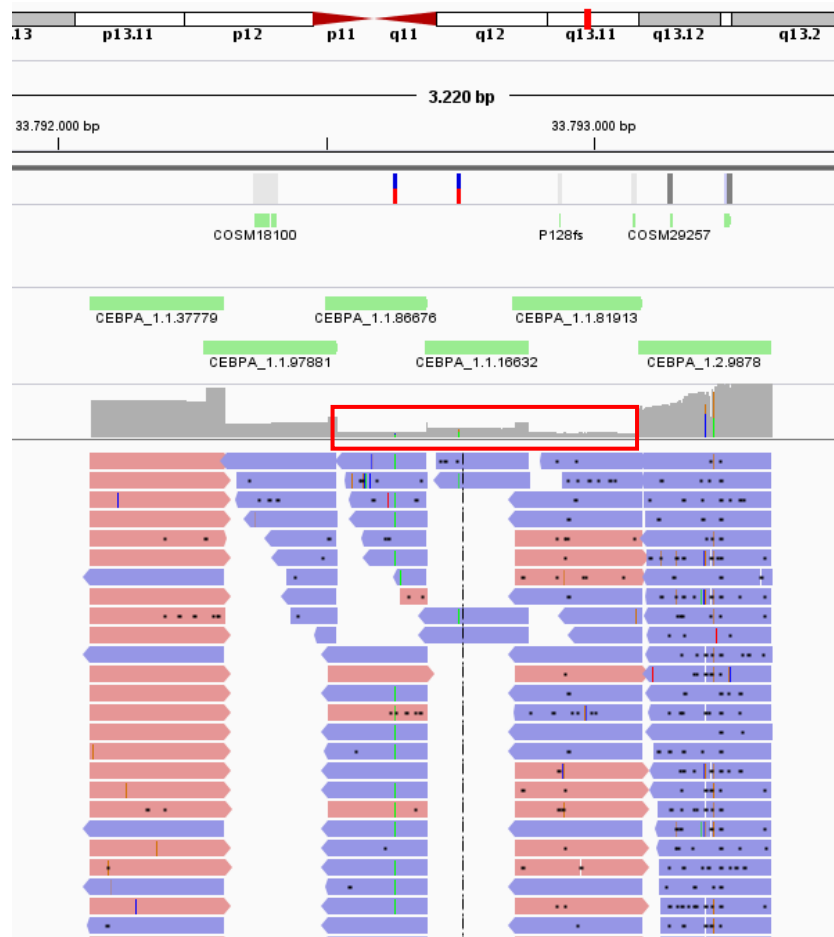 .13 p13.11 p12 p11 q11 q12 q13.11 q13.12 q13.2
3.220 bp
33.792.000 bp 33.793.000 bp
COSM18100 P128fs COSM29257
CEBPA_1.1.37779 CEBPA_1.1.86676 CEBPA_1.1.81913
CEBPA_1.1.97881 CEBPA_1.1.16632 CEBPA_1.2.9878